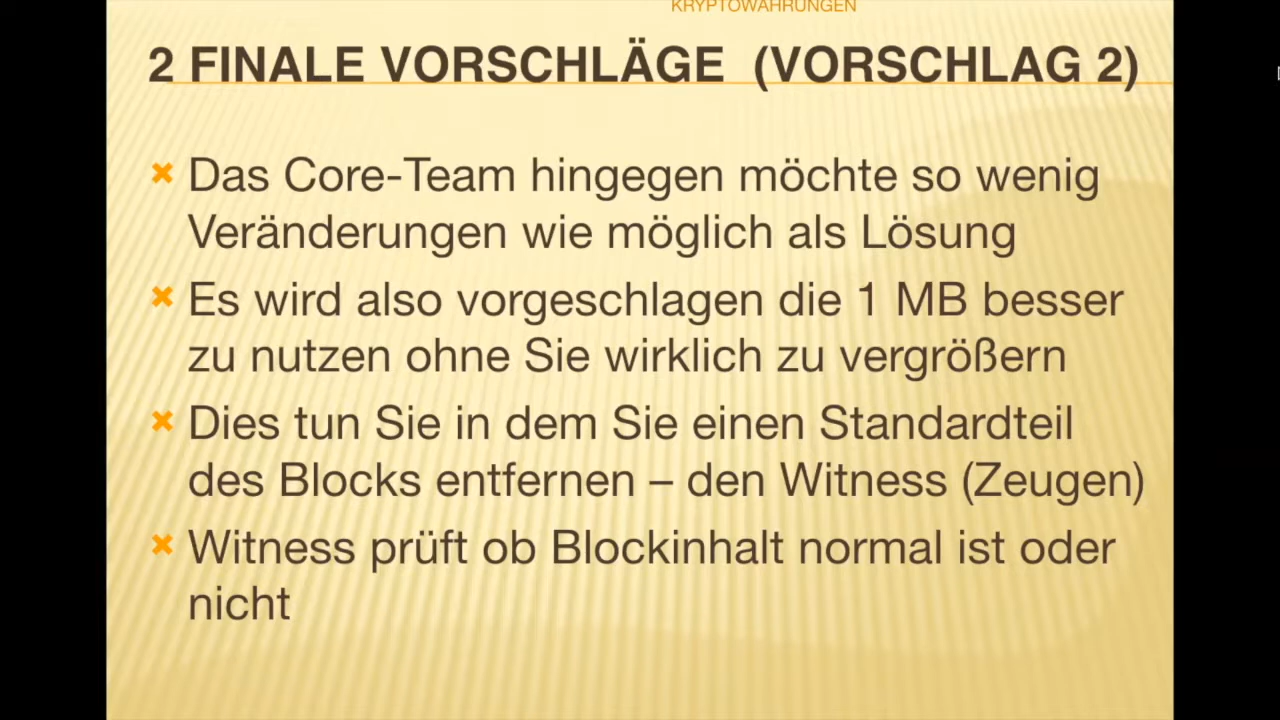 KRYPTOWÄHRUNGEN
2 FINALE VORSCHLÄGE (VORSCHLAG 2)
Das Core-Team hingegen möchte so wenig
Veränderungen wie möglich als Lösung
Es wird also vorgeschlagen die 1 MB besser
zu nutzen ohne Sie wirklich zu vergrößern
Dies tun Sie in dem Sie einen Standardteil
des Blocks entfernen – den Witness (Zeugen)
Witness prüft ob Blockinhalt normal ist oder
nicht